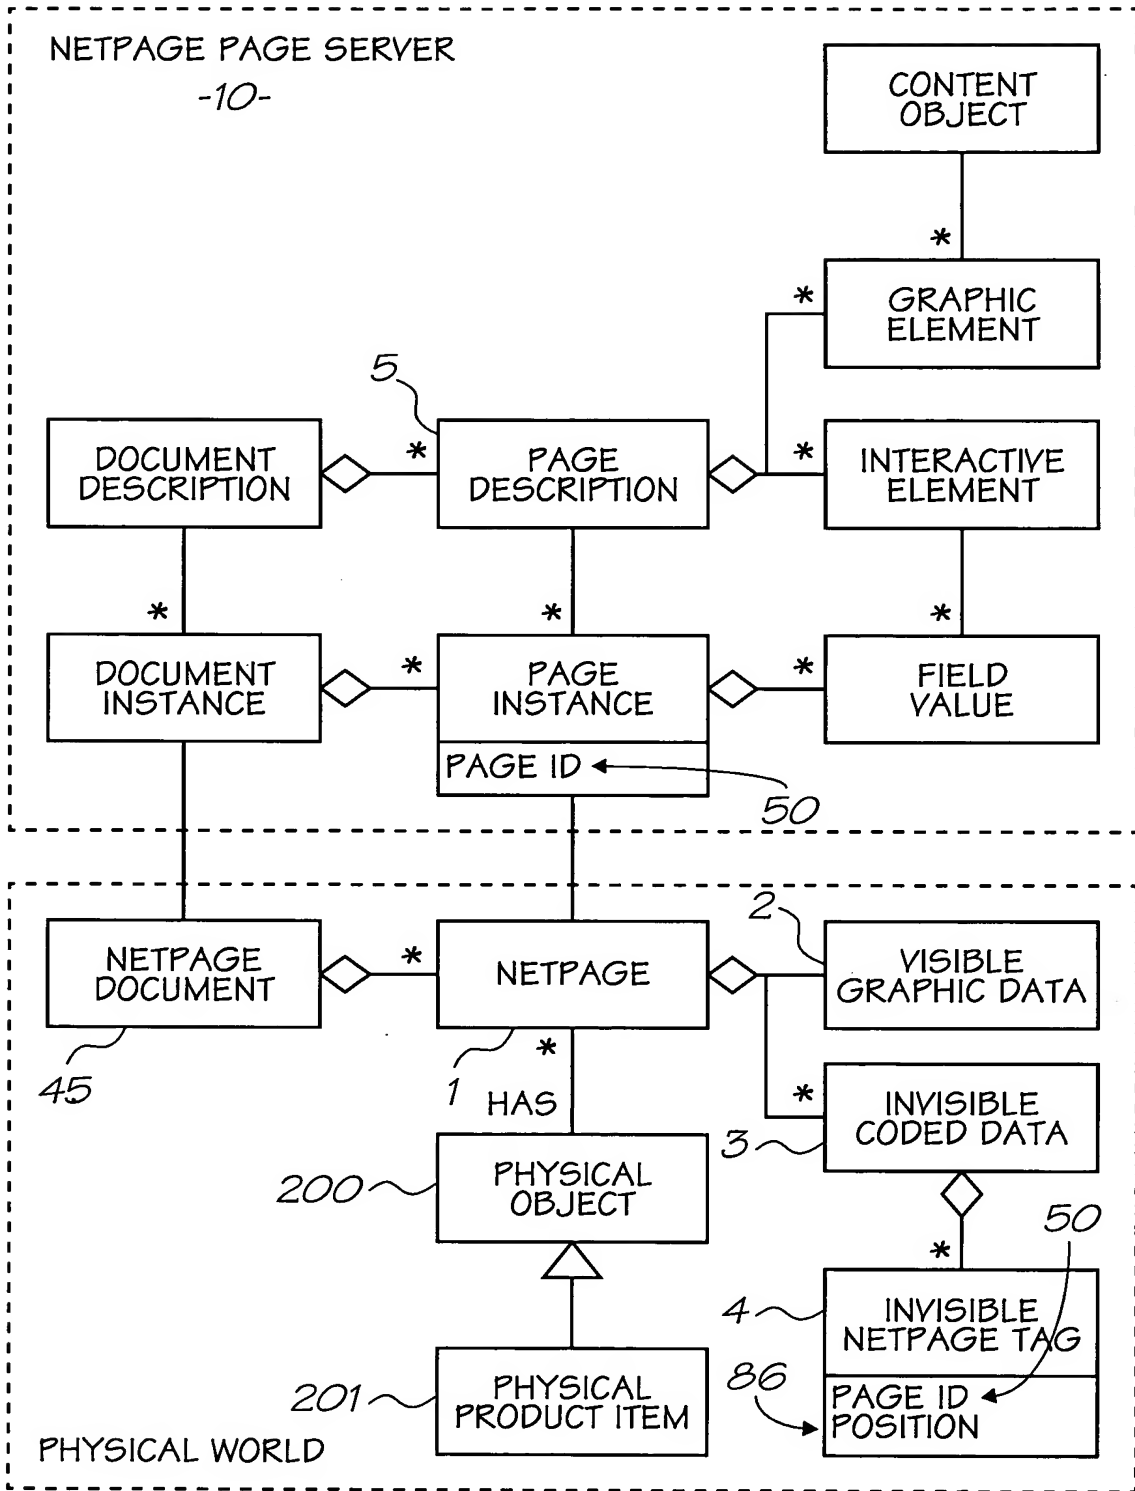 NETPAGE PAGE SERVER
-10-
CONTENT
OBJECT
*
*
GRAPHIC
ELEMENT
5
DOCUMENT
DESCRIPTION
*
PAGE
DESCRIPTION
*
INTERACTIVE
ELEMENT
*
*
*
DOCUMENT
INSTANCE
*
PAGE
INSTANCE
*
FIELD
VALUE
PAGE ID
50
NETPAGE
DOCUMENT
*
NETPAGE
2
VISIBLE
GRAPHIC DATA
45
1
*
HAS
*
3
INVISIBLE
CODED DATA
200
PHYSICAL
OBJECT
50
*
4
INVISIBLE
NETPAGE TAG
201
PHYSICAL
PRODUCT ITEM
86
PAGE ID
POSITION
PHYSICAL WORLD